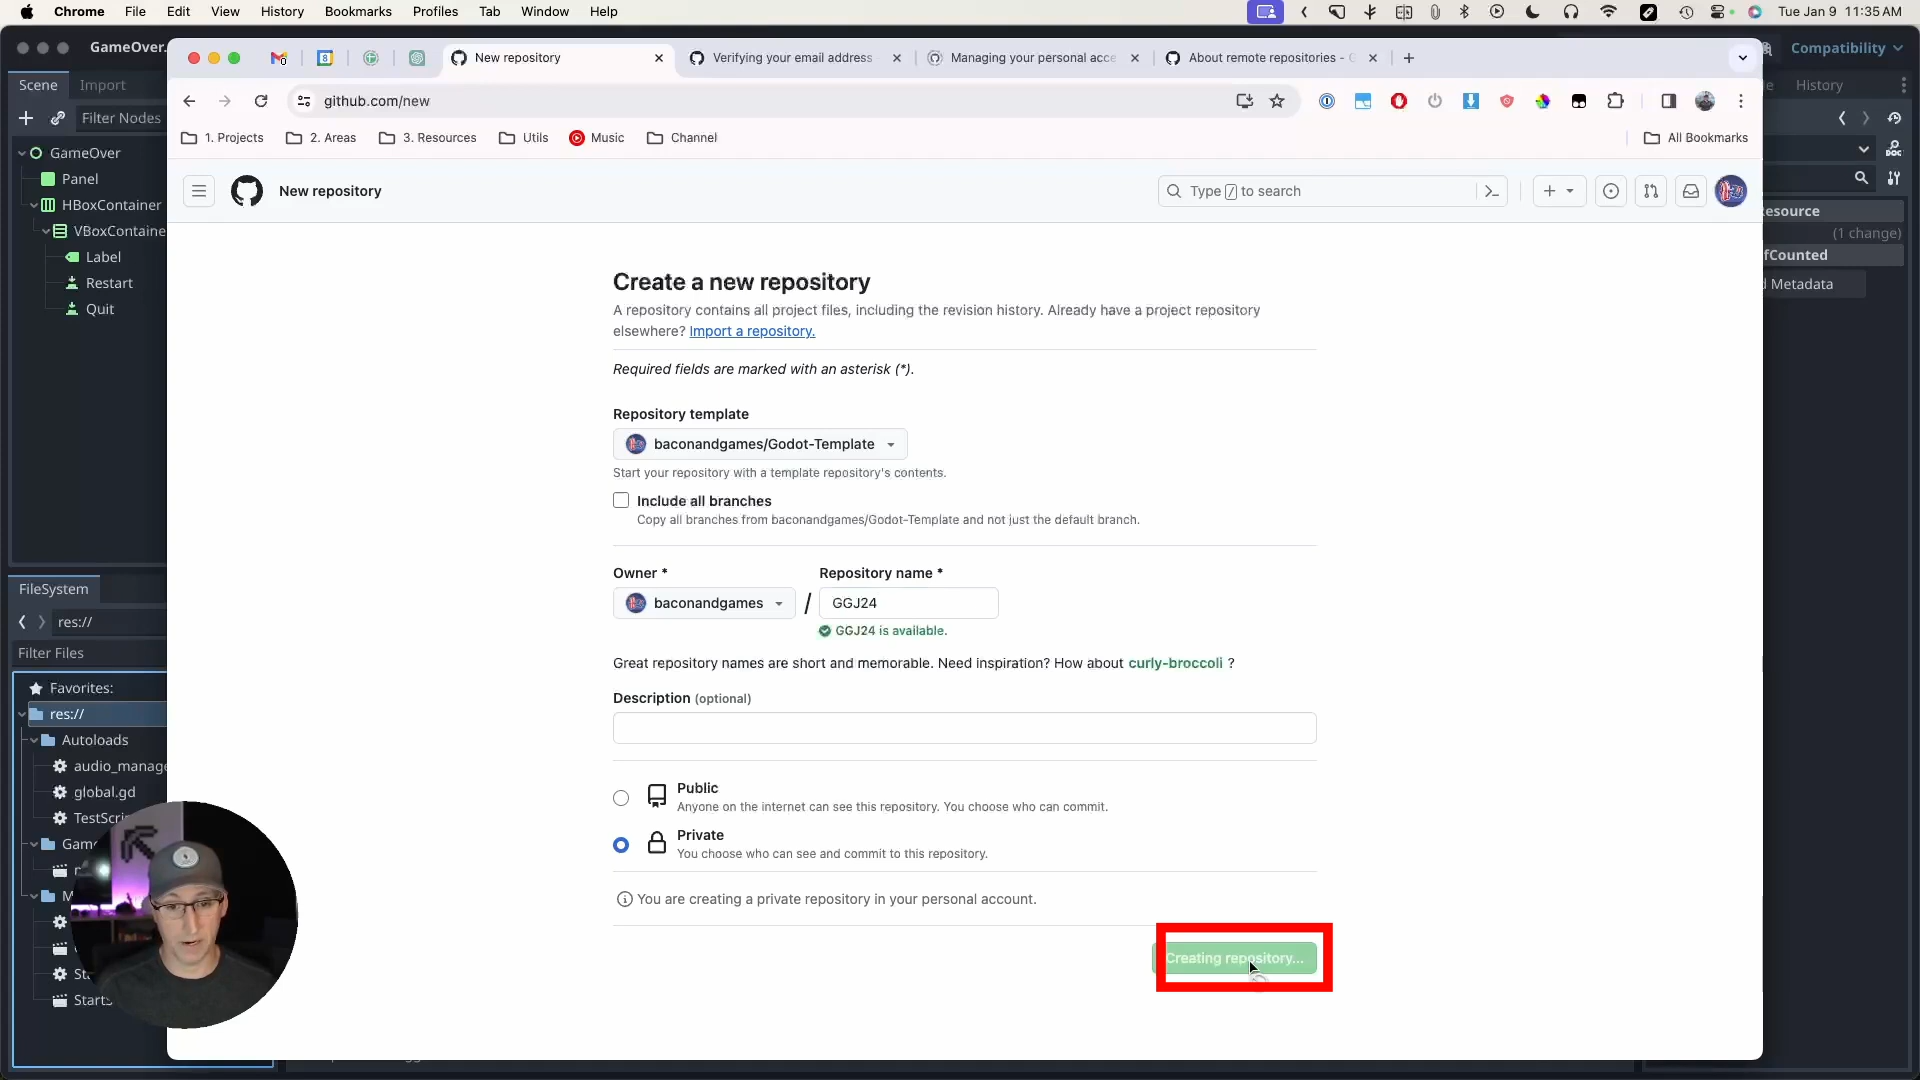 Chrome File Edit View History Bookmarks Profiles Tab Window Help
Tue Jan 9 11:35 AM
GameOver.
Compatibility
New repository
Verifying your email address
Managing your personal acce
About remote repositories - G
Scene Import
History
github.com/new
Filter Nodes
1. Projects 2. Areas 3. Resources Utils Music Channel
All Bookmarks
GameOver
Panel
HBoxContainer
VBoxContaine
Label
Restart
Quit
New repository
Type / to search
esource
(1 change)
fCounted
d Metadata
Create a new repository
A repository contains all project files, including the revision history. Already have a project repository
elsewhere? Import a repository.
Required fields are marked with an asterisk (*).
Repository template
baconandgames/Godot-Template
Start your repository with a template repository's contents.
Include all branches
Copy all branches from baconandgames/Godot-Template and not just the default branch.
Owner * Repository name *
baconandgames / GGJ24
GGJ24 is available.
Great repository names are short and memorable. Need inspiration? How about curly-broccoli ?
Description (optional)
Public
Anyone on the internet can see this repository. You choose who can commit.
Private
You choose who can see and commit to this repository.
You are creating a private repository in your personal account.
Creating repository...
FileSystem
res://
Filter Files
Favorites:
res://
Autoloads
audio_manage
global.gd
TestScri
Gam
M
St
Starts